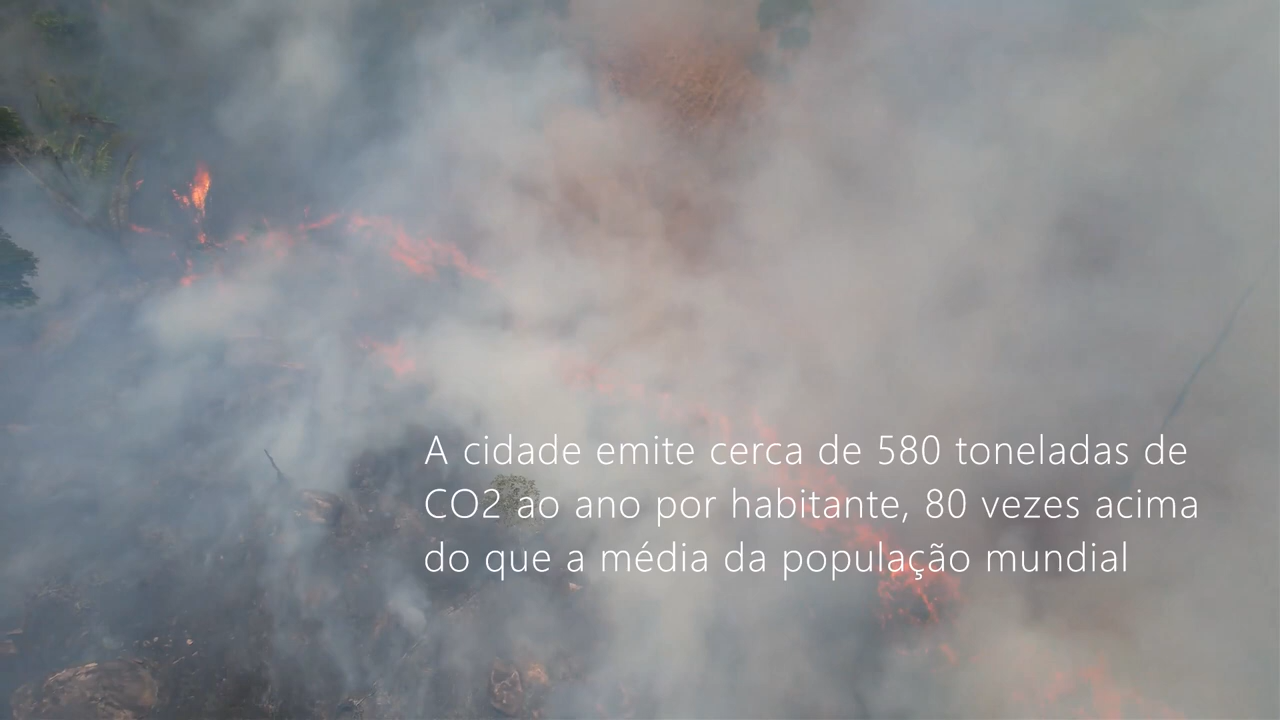 A cidade emite cerca de 580 toneladas de
CO2 ao ano por habitante, 80 vezes acima
do que a média da população mundial